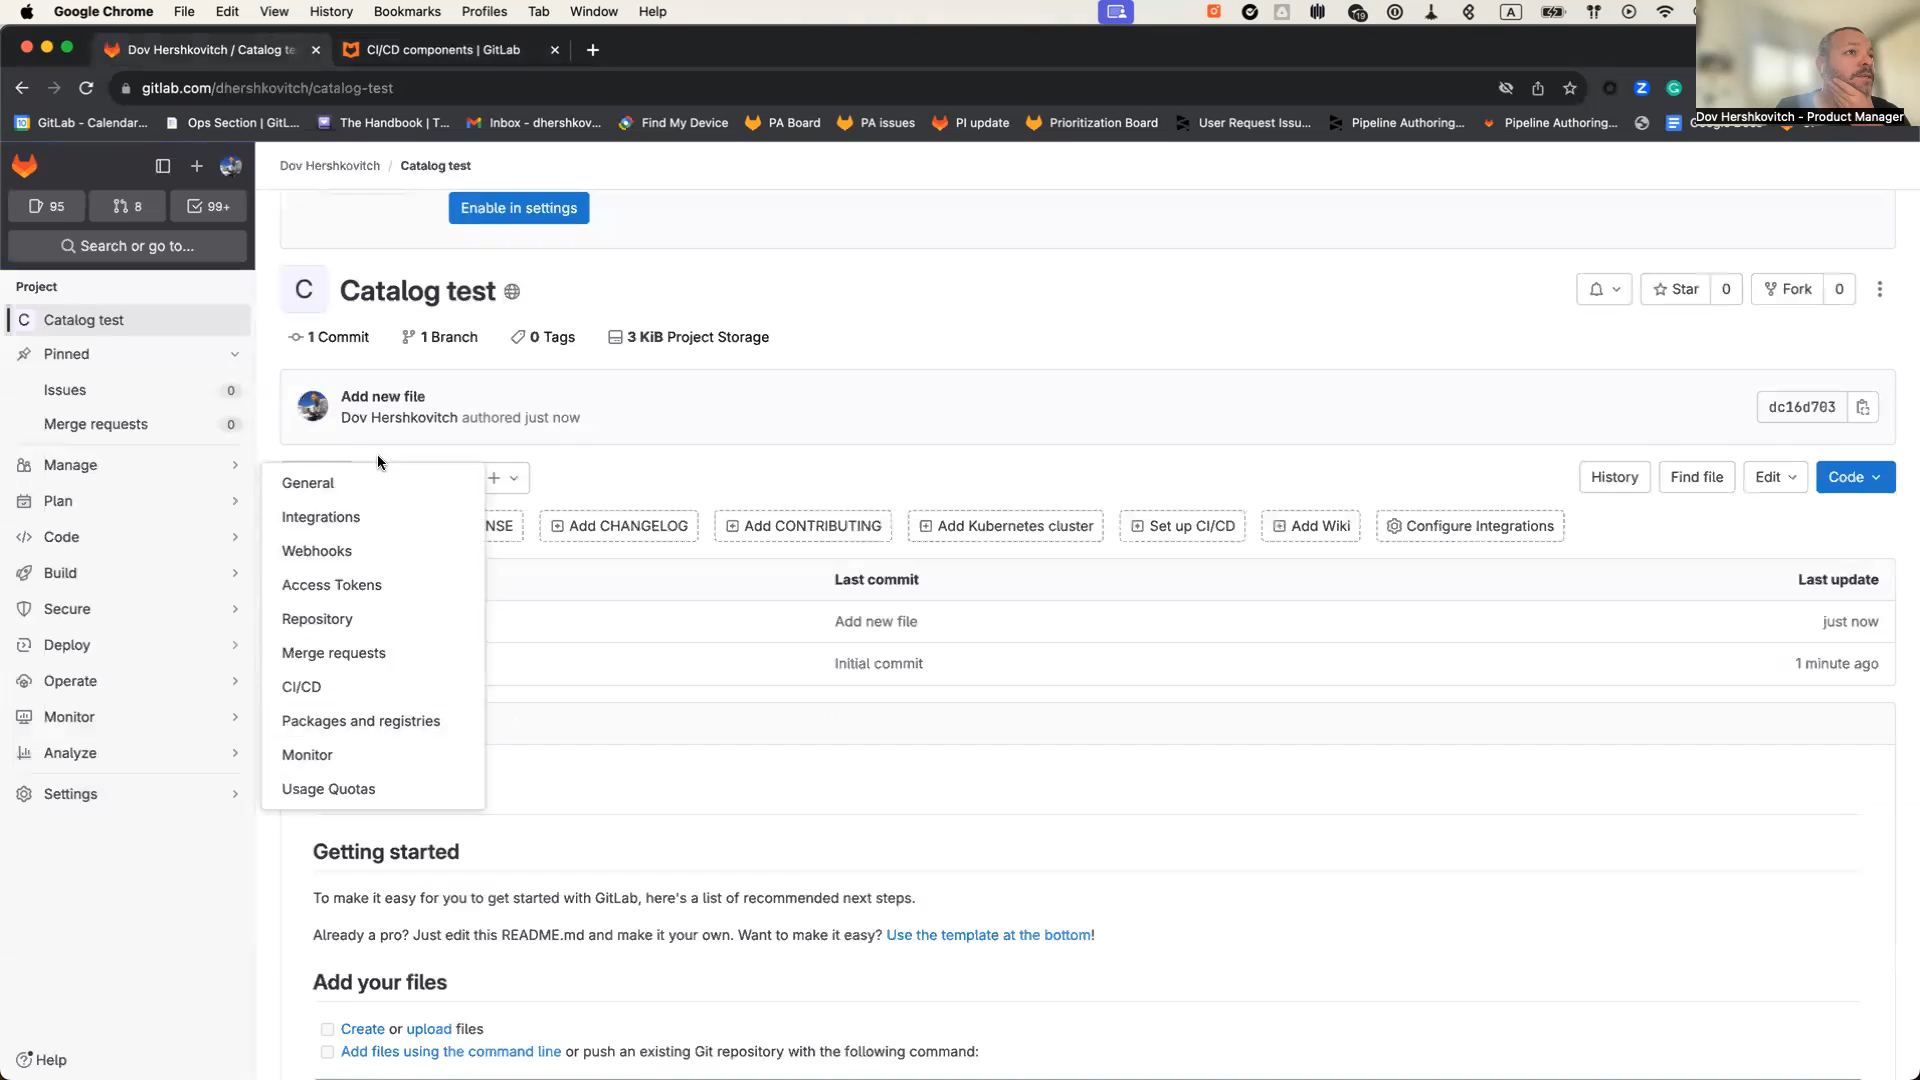 Google Chrome File Edit View History Bookmarks Profiles Tab Window Help
19 A
Dov Hershkovitch / Catalog te
CI/CD components | GitLab
gitlab.com/dhershkovitch/catalog-test
GitLab - Calendar...
Ops Section | GitL...
The Handbook | T...
Inbox - dhershkov...
Find My Device
PA Board
PA issues
PI update
Prioritization Board
User Request Issu...
Pipeline Authoring...
Pipeline Authoring...
Dov Hershkovitch - Product Manager
95 8 99+
Search or go to...
Project
C Catalog test
Pinned
Issues 0
Merge requests 0
Manage
Plan
Code
Build
Secure
Deploy
Operate
Monitor
Analyze
Settings
Help
General
Integrations
Webhooks
Access Tokens
Repository
Merge requests
CI/CD
Packages and registries
Monitor
Usage Quotas
Dov Hershkovitch / Catalog test
Enable in settings
C Catalog test
Star 0 Fork 0
1 Commit 1 Branch 0 Tags 3 KiB Project Storage
Add new file
Dov Hershkovitch authored just now
dc16d703
History Find file Edit Code
NSE Add CHANGELOG Add CONTRIBUTING Add Kubernetes cluster Set up CI/CD Add Wiki Configure Integrations
Last commit Last update
Add new file just now
Initial commit 1 minute ago
Getting started
To make it easy for you to get started with GitLab, here's a list of recommended next steps.
Already a pro? Just edit this README.md and make it your own. Want to make it easy? Use the template at the bottom!
Add your files
Create or upload files
Add files using the command line or push an existing Git repository with the following command: